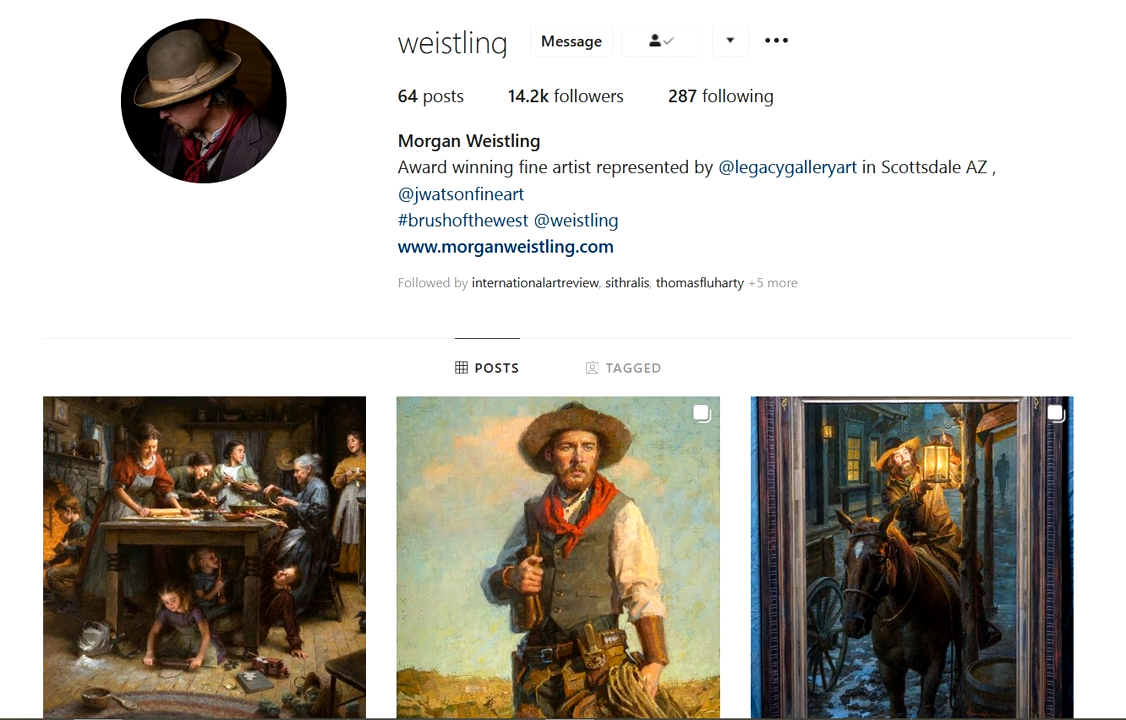 weistling Message
64 posts 14.2k followers 287 following
Morgan Weistling
Award winning fine artist represented by @legacygalleryart in Scottsdale AZ ,
@jwatsonfineart
#brushofthewest @weistling
www.morganweistling.com
Followed by internationalartreview, sithralis, thomasfluharty +5 more
POSTS TAGGED